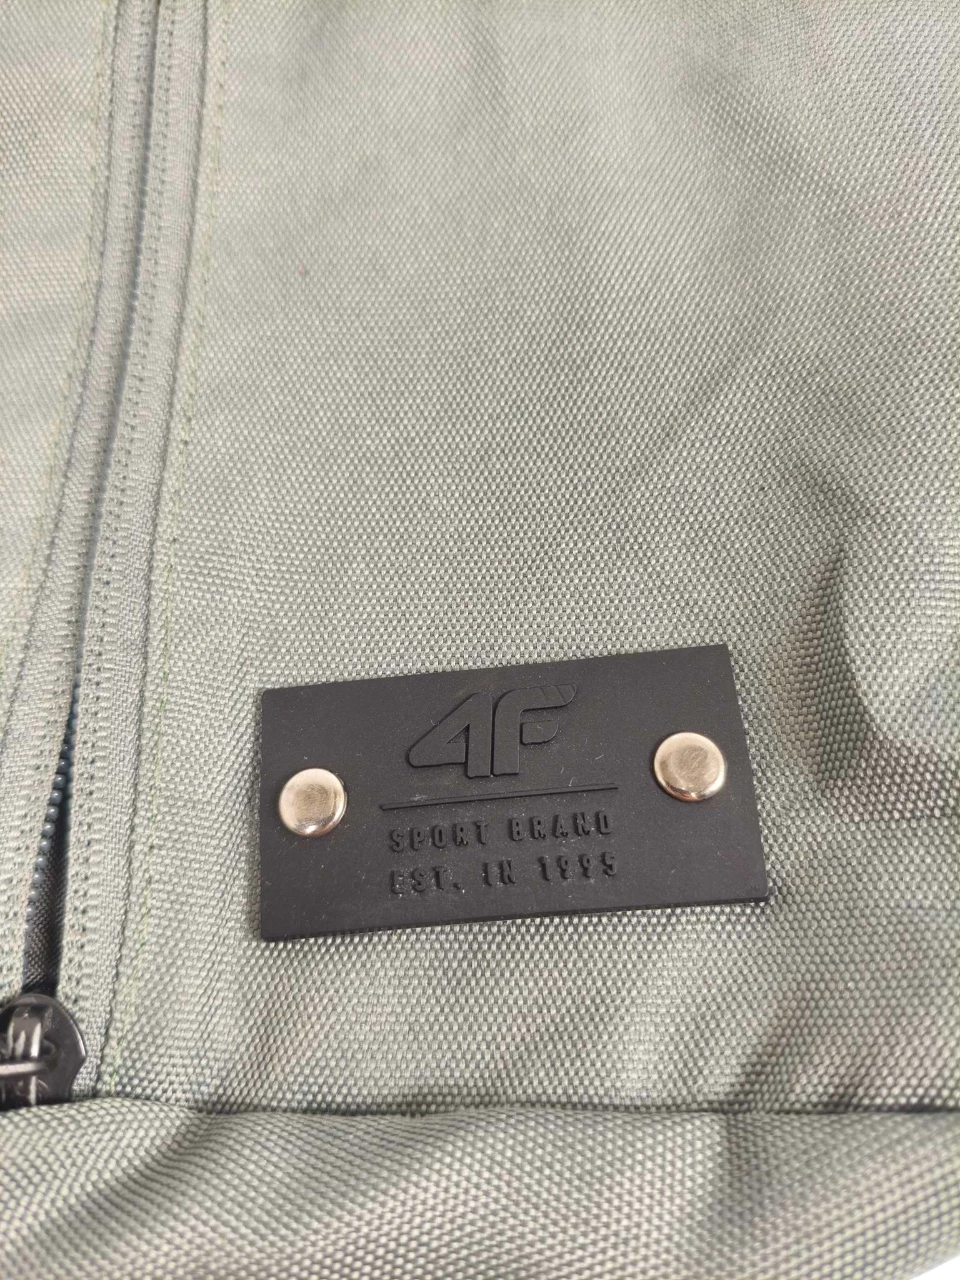 4F
SPORT BRAND
EST. IN 1995